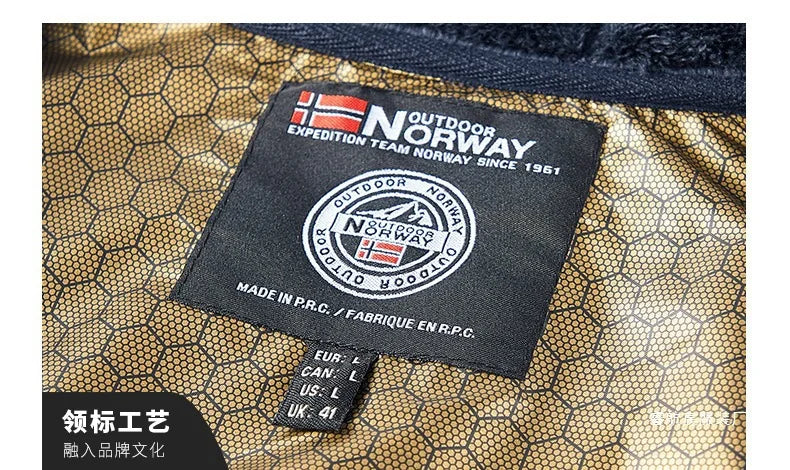 OUTDOOR
NORWAY
EXPEDITION TEAM NORWAY SINCE 1961
OUTDOOR NORWAY
OUTDOOR
NORWAY
OUTDOOR OUTDOOR
MADE IN P.R.C. / FABRIQUE EN R.P.C.
EUR: L
CAN: L
US: L
UK: 41
领标工艺
融入品牌文化